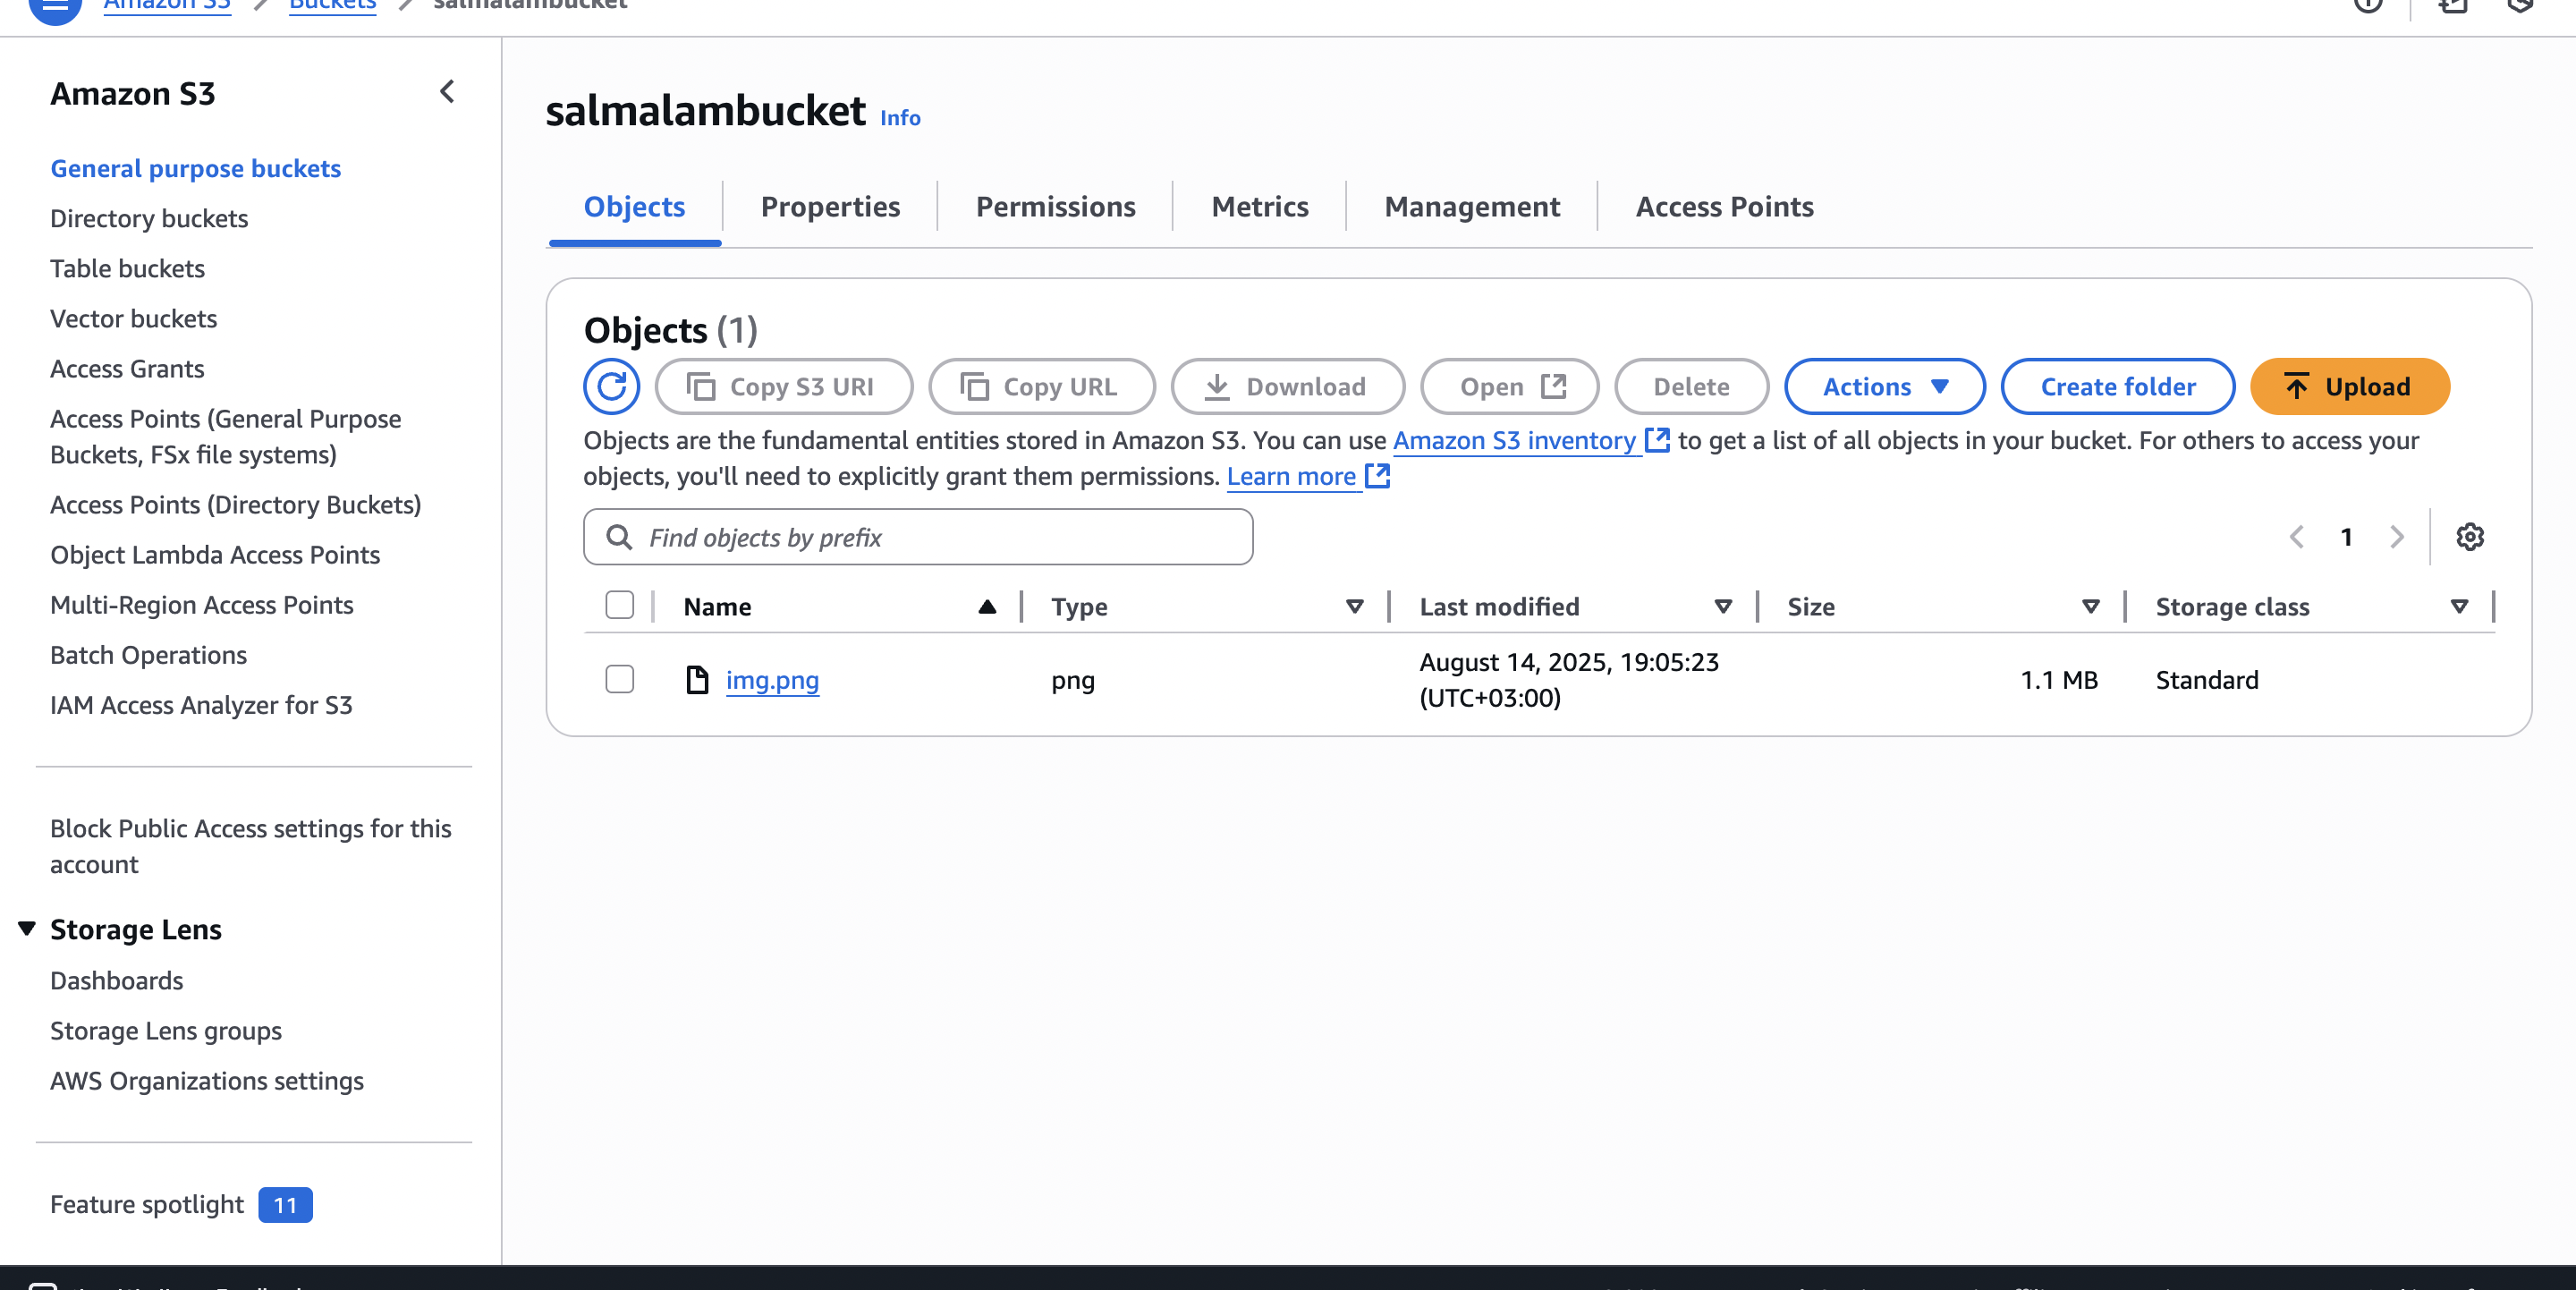 Amazon S3
Buckets
salmalambucket
Amazon S3
General purpose buckets
Directory buckets
Table buckets
Vector buckets
Access Grants
Access Points (General Purpose
Buckets, FSx file systems)
Access Points (Directory Buckets)
Object Lambda Access Points
Multi-Region Access Points
Batch Operations
IAM Access Analyzer for S3
Block Public Access settings for this
account
Storage Lens
Dashboards
Storage Lens groups
AWS Organizations settings
Feature spotlight 11
salmalambucket Info
Objects
Properties
Permissions
Metrics
Management
Access Points
Objects (1)
Copy S3 URI
Copy URL
Download
Open
Delete
Actions
Create folder
Upload
Objects are the fundamental entities stored in Amazon S3. You can use Amazon S3 inventory to get a list of all objects in your bucket. For others to access your
objects, you'll need to explicitly grant them permissions. Learn more
Find objects by prefix
1
Name
Type
Last modified
Size
Storage class
img.png
png
August 14, 2025, 19:05:23
(UTC+03:00)
1.1 MB
Standard